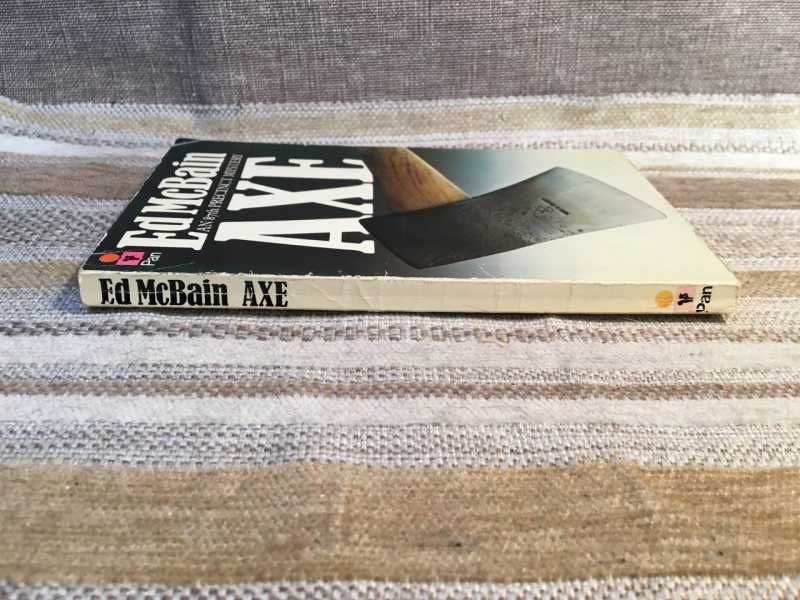 Ed McBain
AN 87th PRECINCT MYSTERY
AXE
Pan
Ed McBain AXE
Pan